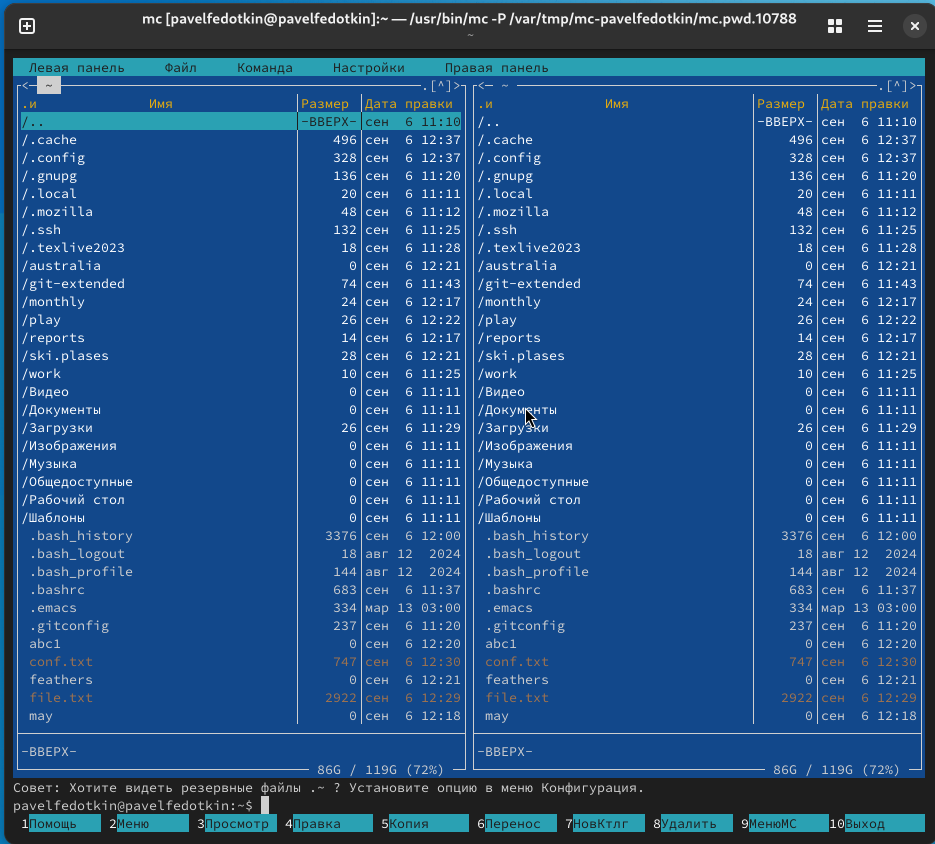 mc [pavelfedotkin@pavelfedotkin]:~ — /usr/bin/mc -P /var/tmp/mc-pavelfedotkin/mc.pwd.10788
~
Левая панель Файл Команда Настройки Правая панель
<— ~ .[^]> <— ~ .[^]>
.и Имя Размер Дата правки .и Имя Размер Дата правки
/.. -ВВЕРХ- сен 6 11:10 /.. -ВВЕРХ- сен 6 11:10
/.cache 496 сен 6 12:37 /.cache 496 сен 6 12:37
/.config 328 сен 6 12:37 /.config 328 сен 6 12:37
/.gnupg 136 сен 6 11:20 /.gnupg 136 сен 6 11:20
/.local 20 сен 6 11:11 /.local 20 сен 6 11:11
/.mozilla 48 сен 6 11:12 /.mozilla 48 сен 6 11:12
/.ssh 132 сен 6 11:25 /.ssh 132 сен 6 11:25
/.texlive2023 18 сен 6 11:28 /.texlive2023 18 сен 6 11:28
/australia 0 сен 6 12:21 /australia 0 сен 6 12:21
/git-extended 74 сен 6 11:43 /git-extended 74 сен 6 11:43
/monthly 24 сен 6 12:17 /monthly 24 сен 6 12:17
/play 26 сен 6 12:22 /play 26 сен 6 12:22
/reports 14 сен 6 12:17 /reports 14 сен 6 12:17
/ski.plases 28 сен 6 12:21 /ski.plases 28 сен 6 12:21
/work 10 сен 6 11:25 /work 10 сен 6 11:25
/Видео 0 сен 6 11:11 /Видео 0 сен 6 11:11
/Документы 0 сен 6 11:11 /Документы 0 сен 6 11:11
/Загрузки 26 сен 6 11:29 /Загрузки 26 сен 6 11:29
/Изображения 0 сен 6 11:11 /Изображения 0 сен 6 11:11
/Музыка 0 сен 6 11:11 /Музыка 0 сен 6 11:11
/Общедоступные 0 сен 6 11:11 /Общедоступные 0 сен 6 11:11
/Рабочий стол 0 сен 6 11:11 /Рабочий стол 0 сен 6 11:11
/Шаблоны 0 сен 6 11:11 /Шаблоны 0 сен 6 11:11
.bash_history 3376 сен 6 12:00 .bash_history 3376 сен 6 12:00
.bash_logout 18 авг 12 2024 .bash_logout 18 авг 12 2024
.bash_profile 144 авг 12 2024 .bash_profile 144 авг 12 2024
.bashrc 683 сен 6 11:37 .bashrc 683 сен 6 11:37
.emacs 334 мар 13 03:00 .emacs 334 мар 13 03:00
.gitconfig 237 сен 6 11:20 .gitconfig 237 сен 6 11:20
abc1 0 сен 6 12:20 abc1 0 сен 6 12:20
conf.txt 747 сен 6 12:30 conf.txt 747 сен 6 12:30
feathers 0 сен 6 12:21 feathers 0 сен 6 12:21
file.txt 2922 сен 6 12:29 file.txt 2922 сен 6 12:29
may 0 сен 6 12:18 may 0 сен 6 12:18
-ВВЕРХ- -ВВЕРХ-
86G / 119G (72%) 86G / 119G (72%)
Совет: Хотите видеть резервные файлы .~ ? Установите опцию в меню Конфигурация.
pavelfedotkin@pavelfedotkin:~$
1Помощь 2Меню 3Просмотр 4Правка 5Копия 6Перенос 7НовКтлг 8Удалить 9МенюМС 10Выход